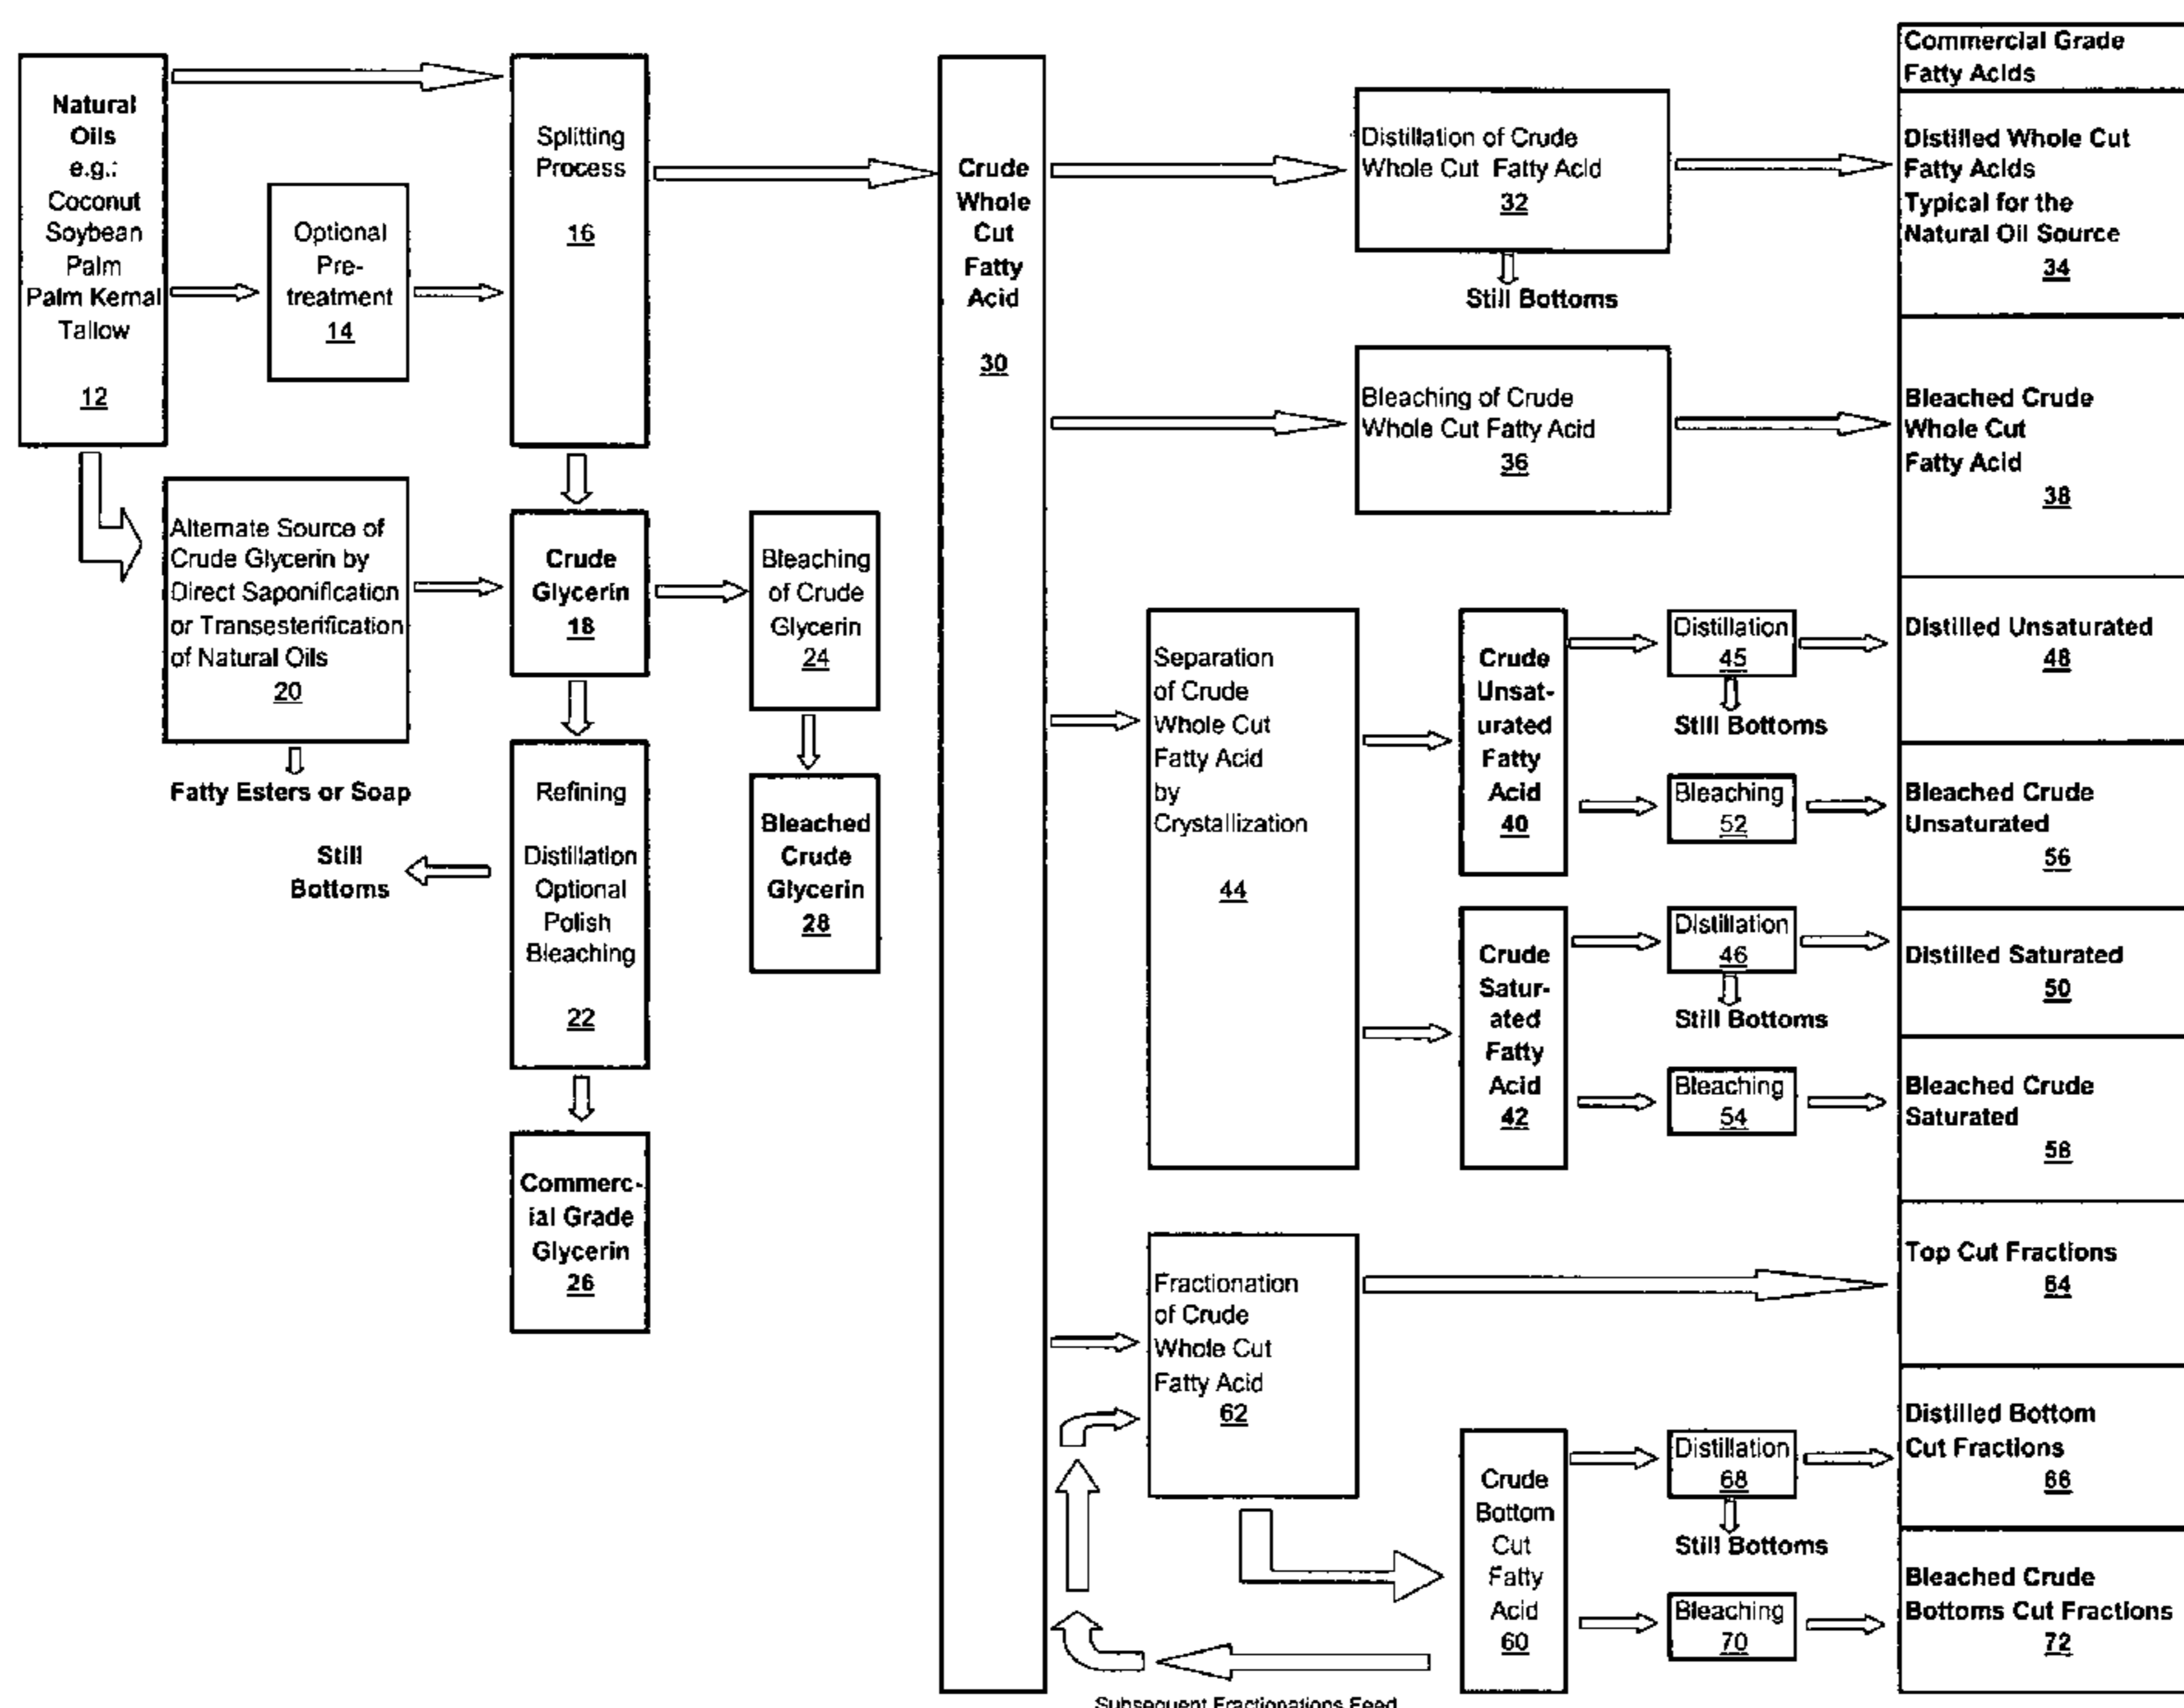 Natural
Oils
e.g.:
Coconut
Soybean
Palm
Palm Kernal
Tallow
12
Optional
Pre-
treatment
14
Splitting
Process
16
Alternate Source of
Crude Glycerin by
Direct Saponification
or Transesterification
of Natural Oils
20
Fatty Esters or Soap
Crude
Glycerin
18
Bleaching
of Crude
Glycerin
24
Still
Bottoms
Refining
Distillation
Optional
Polish
Bleaching
22
Bleached
Crude
Glycerin
28
Commerc-
ial Grade
Glycerin
26
Crude
Whole
Cut
Fatty
Acid
30
Distillation of Crude
Whole Cut Fatty Acid
32
Still Bottoms
Bleaching of Crude
Whole Cut Fatty Acid
36
Separation
of Crude
Whole Cut
Fatty Acid
by
Crystallization
44
Crude
Unsat-
urated
Fatty
Acid
40
Distillation
45
Still Bottoms
Bleaching
52
Crude
Satur-
ated
Fatty
Acid
42
Distillation
46
Still Bottoms
Bleaching
54
Fractionation
of Crude
Whole Cut
Fatty Acid
62
Crude
Bottom
Cut
Fatty
Acid
60
Distillation
68
Still Bottoms
Bleaching
70
Subsequent Fractionations Feed
Commercial Grade
Fatty Acids
Distilled Whole Cut
Fatty Acids
Typical for the
Natural Oil Source
34
Bleached Crude
Whole Cut
Fatty Acid
38
Distilled Unsaturated
48
Bleached Crude
Unsaturated
56
Distilled Saturated
50
Bleached Crude
Saturated
58
Top Cut Fractions
64
Distilled Bottom
Cut Fractions
66
Bleached Crude
Bottoms Cut Fractions
72